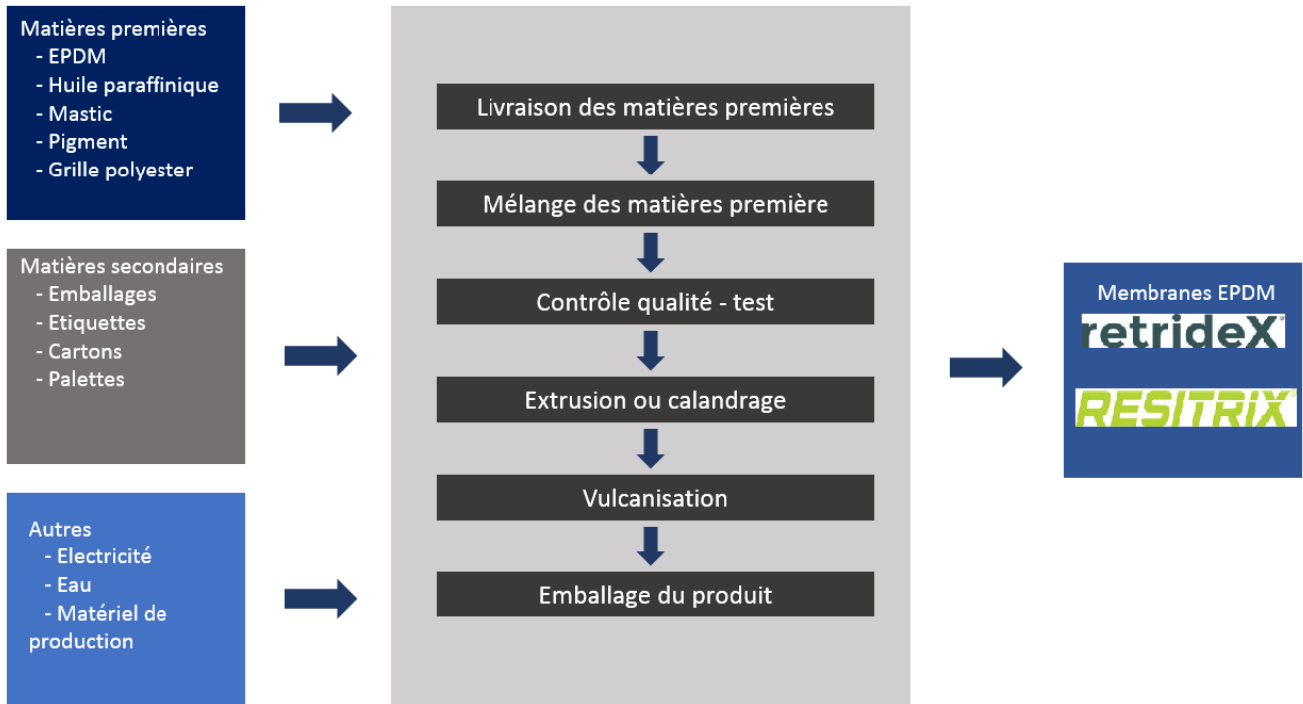 Matières premières
- EPDM
- Huile paraffinique
- Mastic
- Pigment
- Grille polyester
Matières secondaires
- Emballages
- Etiquettes
- Cartons
- Palettes
Autres
- Electricité
- Eau
- Matériel de
production
Livraison des matières premières
Mélange des matières première
Contrôle qualité - test
Extrusion ou calandrage
Vulcanisation
Emballage du produit
Membranes EPDM
retrideX®
RESITRIX®